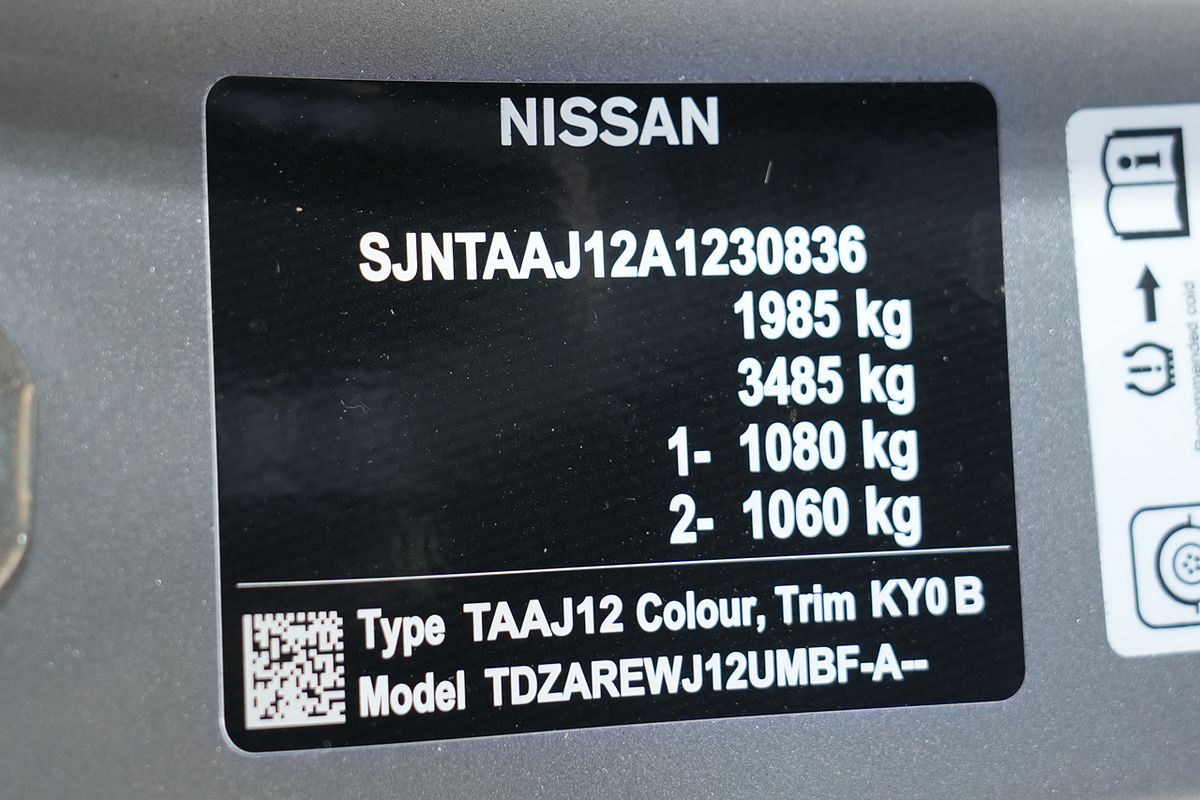 NISSAN
SJNTAAJ12A1230836
1985 kg
3485 kg
1- 1080 kg
2- 1060 kg
Type TAAJ12 Colour, Trim KY0 B
Model TDZAREWJ12UMBF-A--
cold